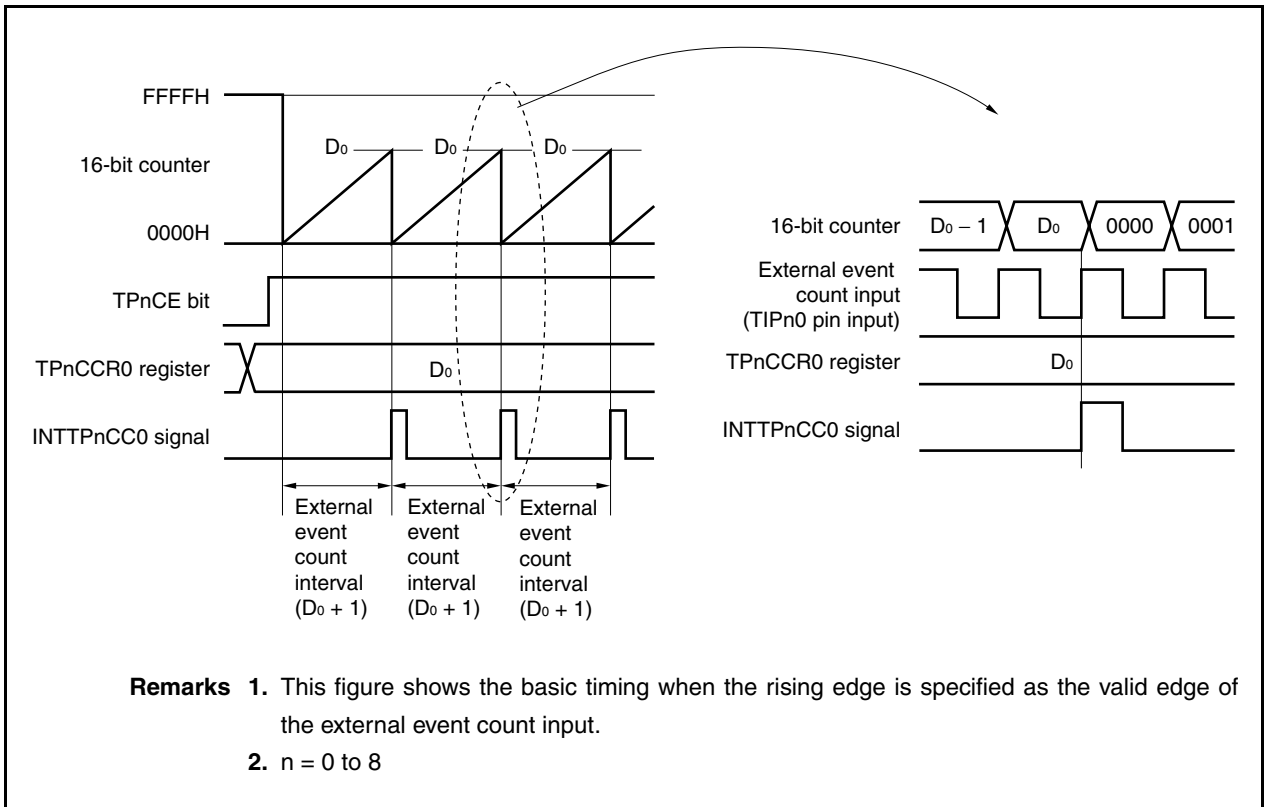 FFFFH
16-bit counter
0000H
D0 D0 D0
TPnCE bit
TPnCCR0 register
D0
INTTPnCC0 signal
External
event
count
interval
(D0 + 1)
External
event
count
interval
(D0 + 1)
External
event
count
interval
(D0 + 1)
16-bit counter
D0 − 1 D0 0000 0001
External event
count input
(TIPn0 pin input)
TPnCCR0 register
D0
INTTPnCC0 signal
Remarks 1. This figure shows the basic timing when the rising edge is specified as the valid edge of
the external event count input.
2. n = 0 to 8